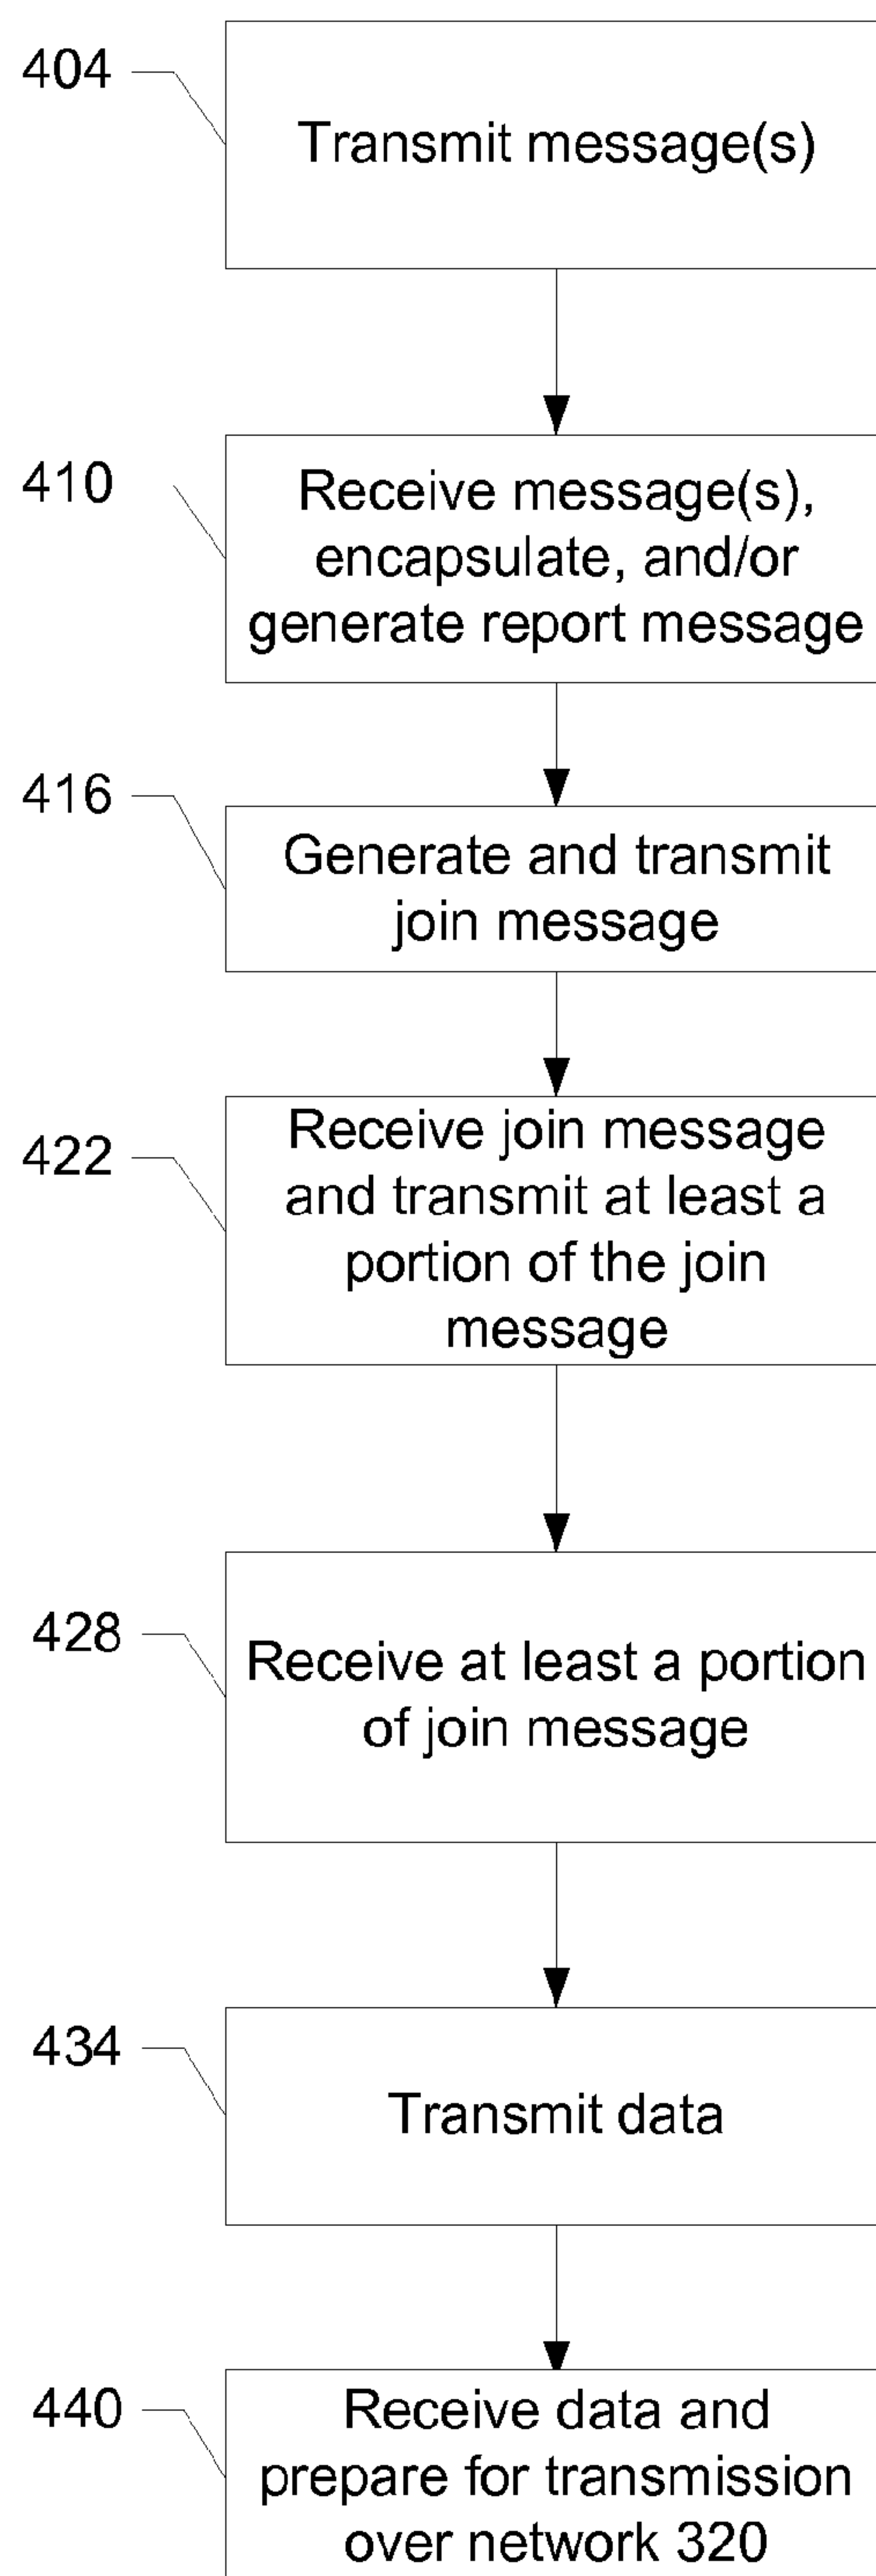 404
Transmit message(s)
410
Receive message(s),
encapsulate, and/or
generate report message
416
Generate and transmit
join message
422
Receive join message
and transmit at least a
portion of the join
message
428
Receive at least a portion
of join message
434
Transmit data
440
Receive data and
prepare for transmission
over network 320